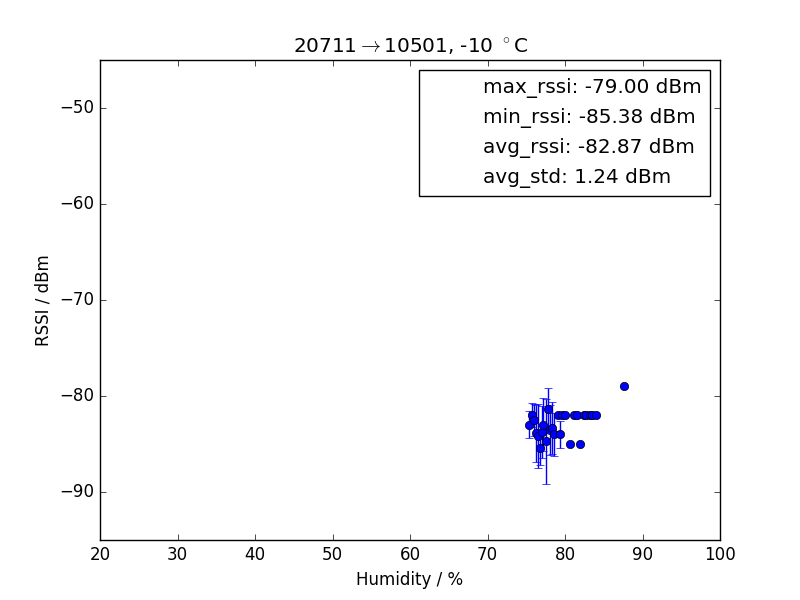 20711→10501, -10 °C
max_rssi: -79.00 dBm
min_rssi: -85.38 dBm
avg_rssi: -82.87 dBm
avg_std: 1.24 dBm
RSSI / dBm
−50
−60
−70
−80
−90
20 30 40 50 60 70 80 90 100
Humidity / %